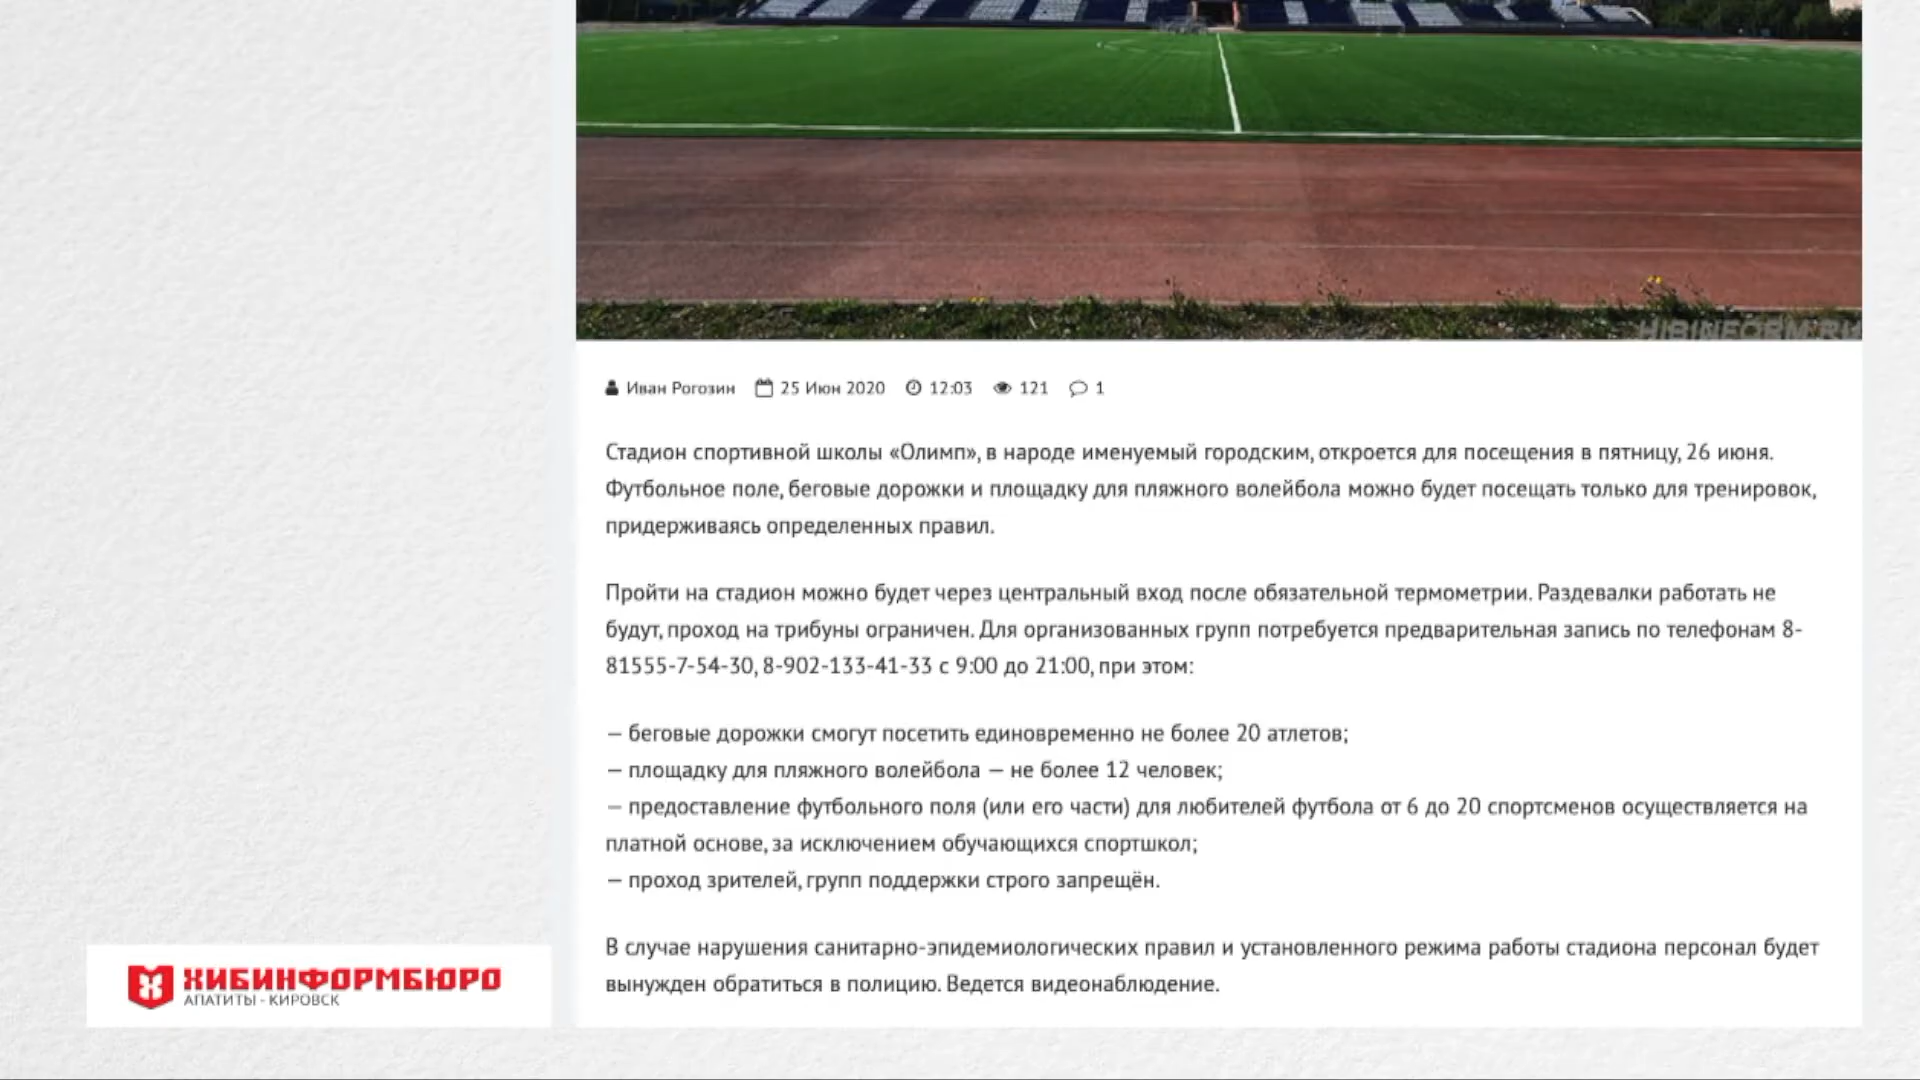 HIBINFORM.RU
Иван Рогозин 25 Июн 2020 12:03 121 1
Стадион спортивной школы «Олимп», в народе именуемый городским, откроется для посещения в пятницу, 26 июня.
Футбольное поле, беговые дорожки и площадку для пляжного волейбола можно будет посещать только для тренировок,
придерживаясь определенных правил.
Пройти на стадион можно будет через центральный вход после обязательной термометрии. Раздевалки работать не
будут, проход на трибуны ограничен. Для организованных групп потребуется предварительная запись по телефонам 8-
81555-7-54-30, 8-902-133-41-33 с 9:00 до 21:00, при этом:
— беговые дорожки смогут посетить единовременно не более 20 атлетов;
— площадку для пляжного волейбола — не более 12 человек;
— предоставление футбольного поля (или его части) для любителей футбола от 6 до 20 спортсменов осуществляется на
платной основе, за исключением обучающихся спортшкол;
— проход зрителей, групп поддержки строго запрещён.
В случае нарушения санитарно-эпидемиологических правил и установленного режима работы стадиона персонал будет
вынужден обратиться в полицию. Ведется видеонаблюдение.
ХИБИНФОРМБЮРО
АПАТИТЫ - КИРОВСК